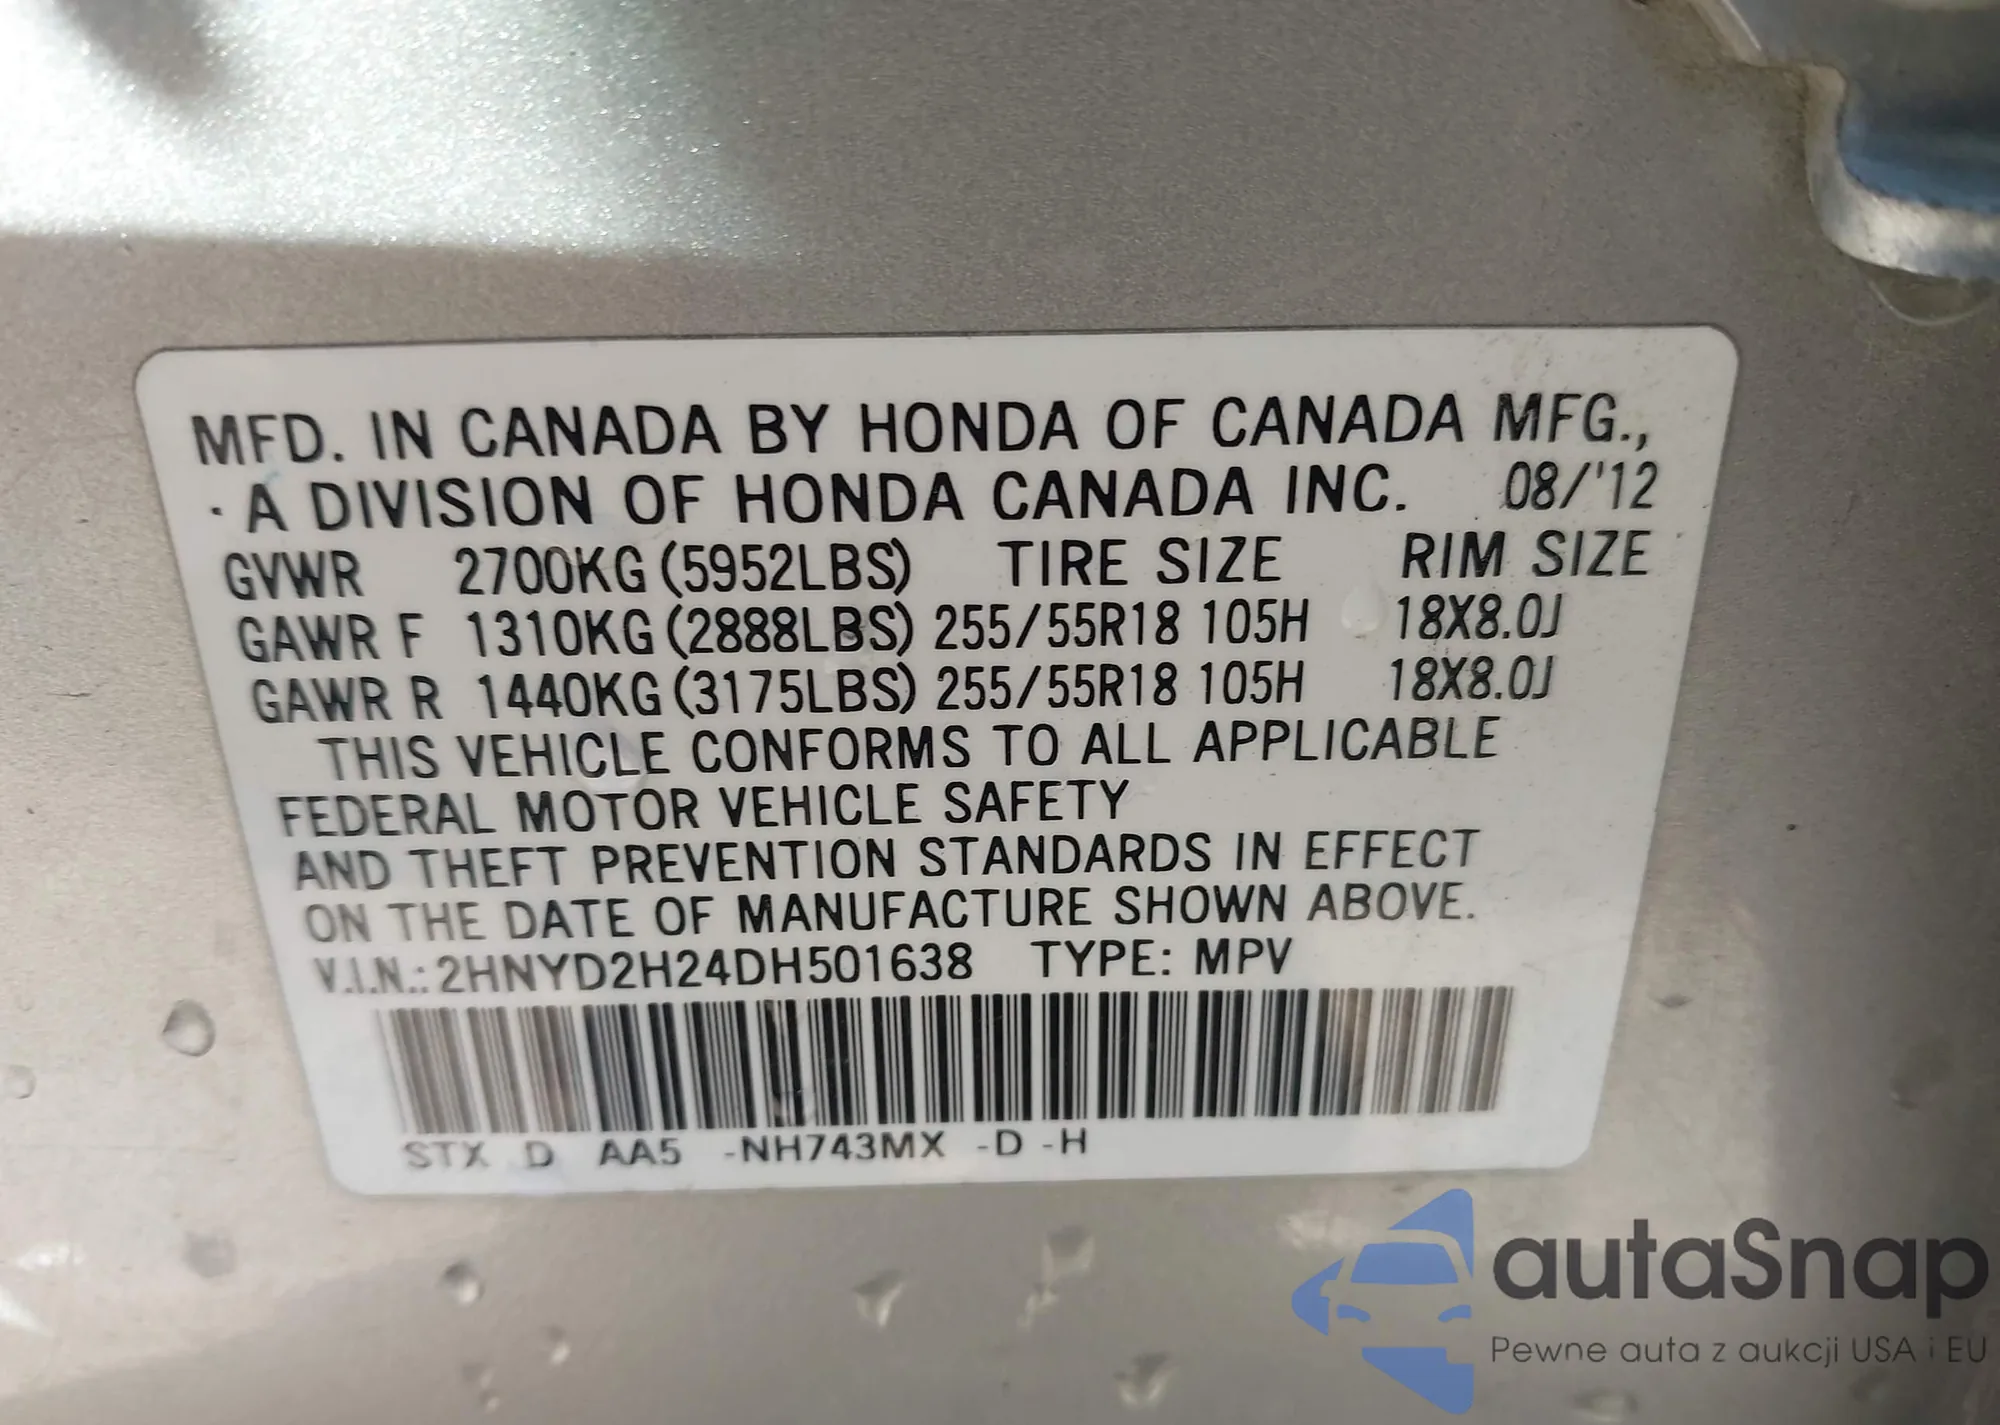 MFD. IN CANADA BY HONDA OF CANADA MFG.,
A DIVISION OF HONDA CANADA INC. 08/'12
GVWR 2700KG (5952LBS) TIRE SIZE RIM SIZE
GAWR F 1310KG (2888LBS) 255/55R18 105H 18X8.0J
GAWR R 1440KG (3175LBS) 255/55R18 105H 18X8.0J
THIS VEHICLE CONFORMS TO ALL APPLICABLE
FEDERAL MOTOR VEHICLE SAFETY
AND THEFT PREVENTION STANDARDS IN EFFECT
ON THE DATE OF MANUFACTURE SHOWN ABOVE.
V.I.N.: 2HNYD2H24DH501638 TYPE: MPV
STX D AA5 -NH743MX -D -H
autaSnap
Pewne auta z aukcji USA i EU